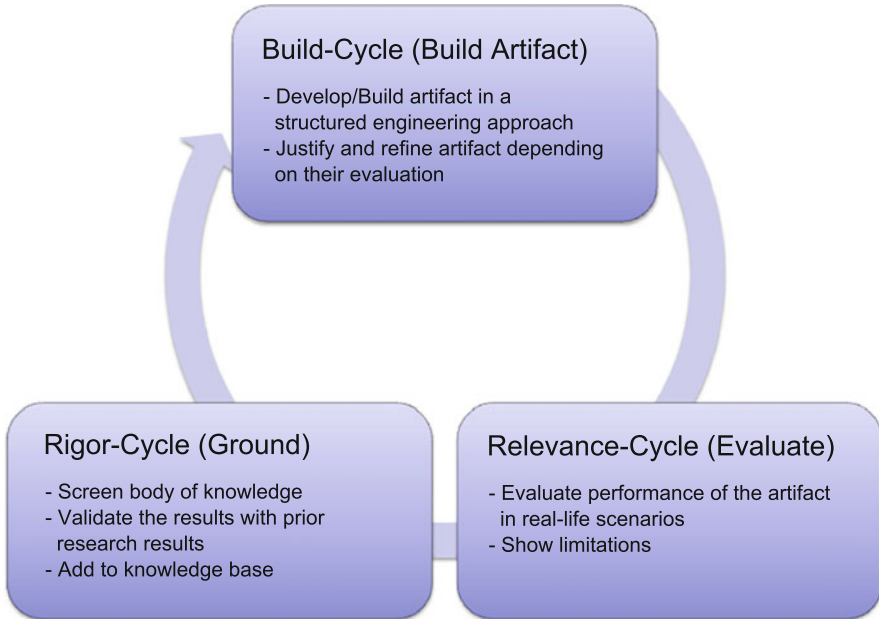 Build-Cycle (Build Artifact)
- Develop/Build artifact in a
structured engineering approach
- Justify and refine artifact depending
on their evaluation
Rigor-Cycle (Ground)
- Screen body of knowledge
- Validate the results with prior
research results
- Add to knowledge base
Relevance-Cycle (Evaluate)
- Evaluate performance of the artifact
in real-life scenarios
- Show limitations